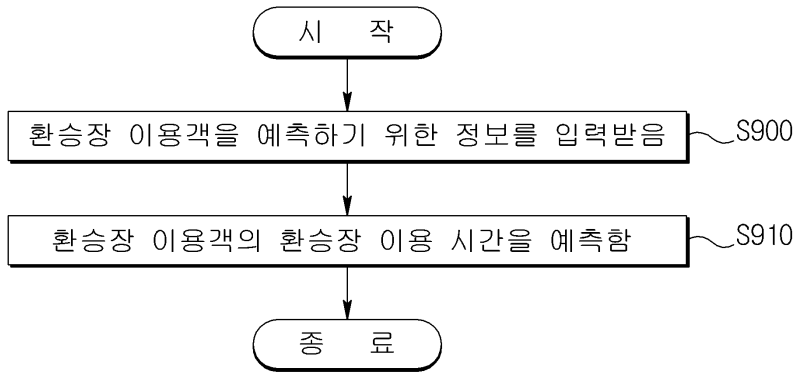 시 작
환승장 이용객을 예측하기 위한 정보를 입력받음
S900
환승장 이용객의 환승장 이용 시간을 예측함
S910
종 료